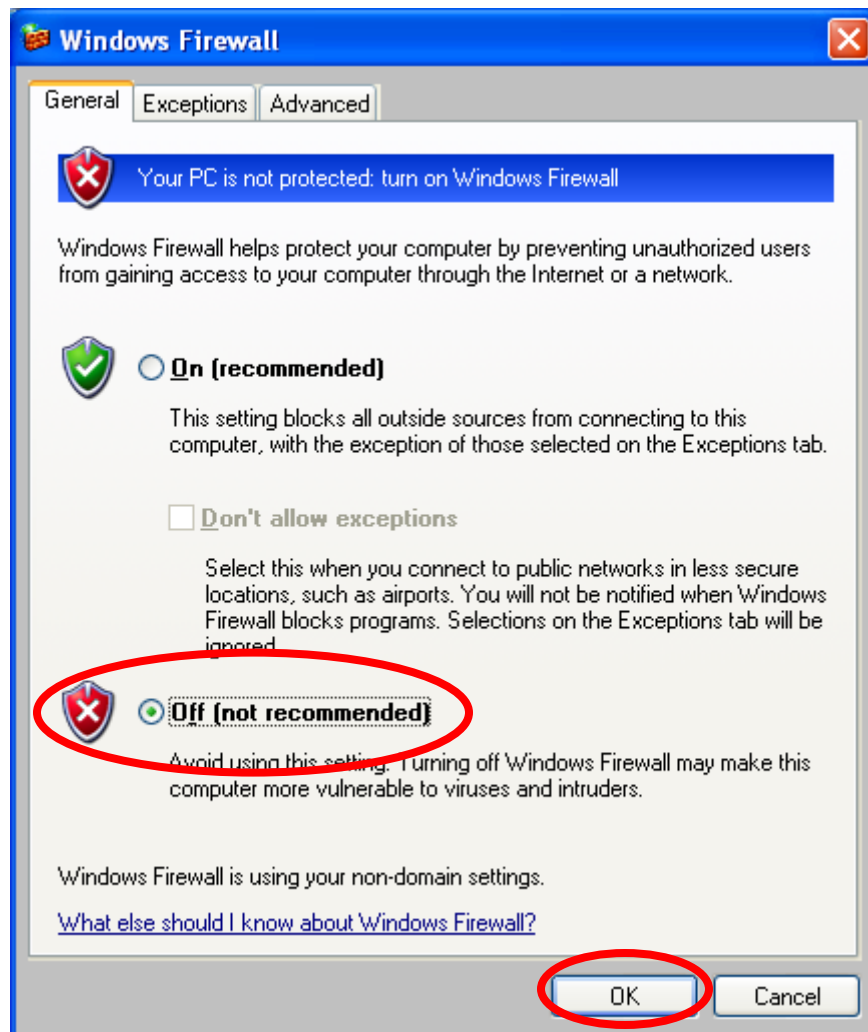 Windows Firewall
General
Exceptions
Advanced
Your PC is not protected: turn on Windows Firewall
Windows Firewall helps protect your computer by preventing unauthorized users
from gaining access to your computer through the Internet or a network.
On (recommended)
This setting blocks all outside sources from connecting to this
computer, with the exception of those selected on the Exceptions tab.
Don't allow exceptions
Select this when you connect to public networks in less secure
locations, such as airports. You will not be notified when Windows
Firewall blocks programs. Selections on the Exceptions tab will be
ignored.
Off (not recommended)
Avoid using this setting. Turning off Windows Firewall may make this
computer more vulnerable to viruses and intruders.
Windows Firewall is using your non-domain settings.
What else should I know about Windows Firewall?
OK
Cancel